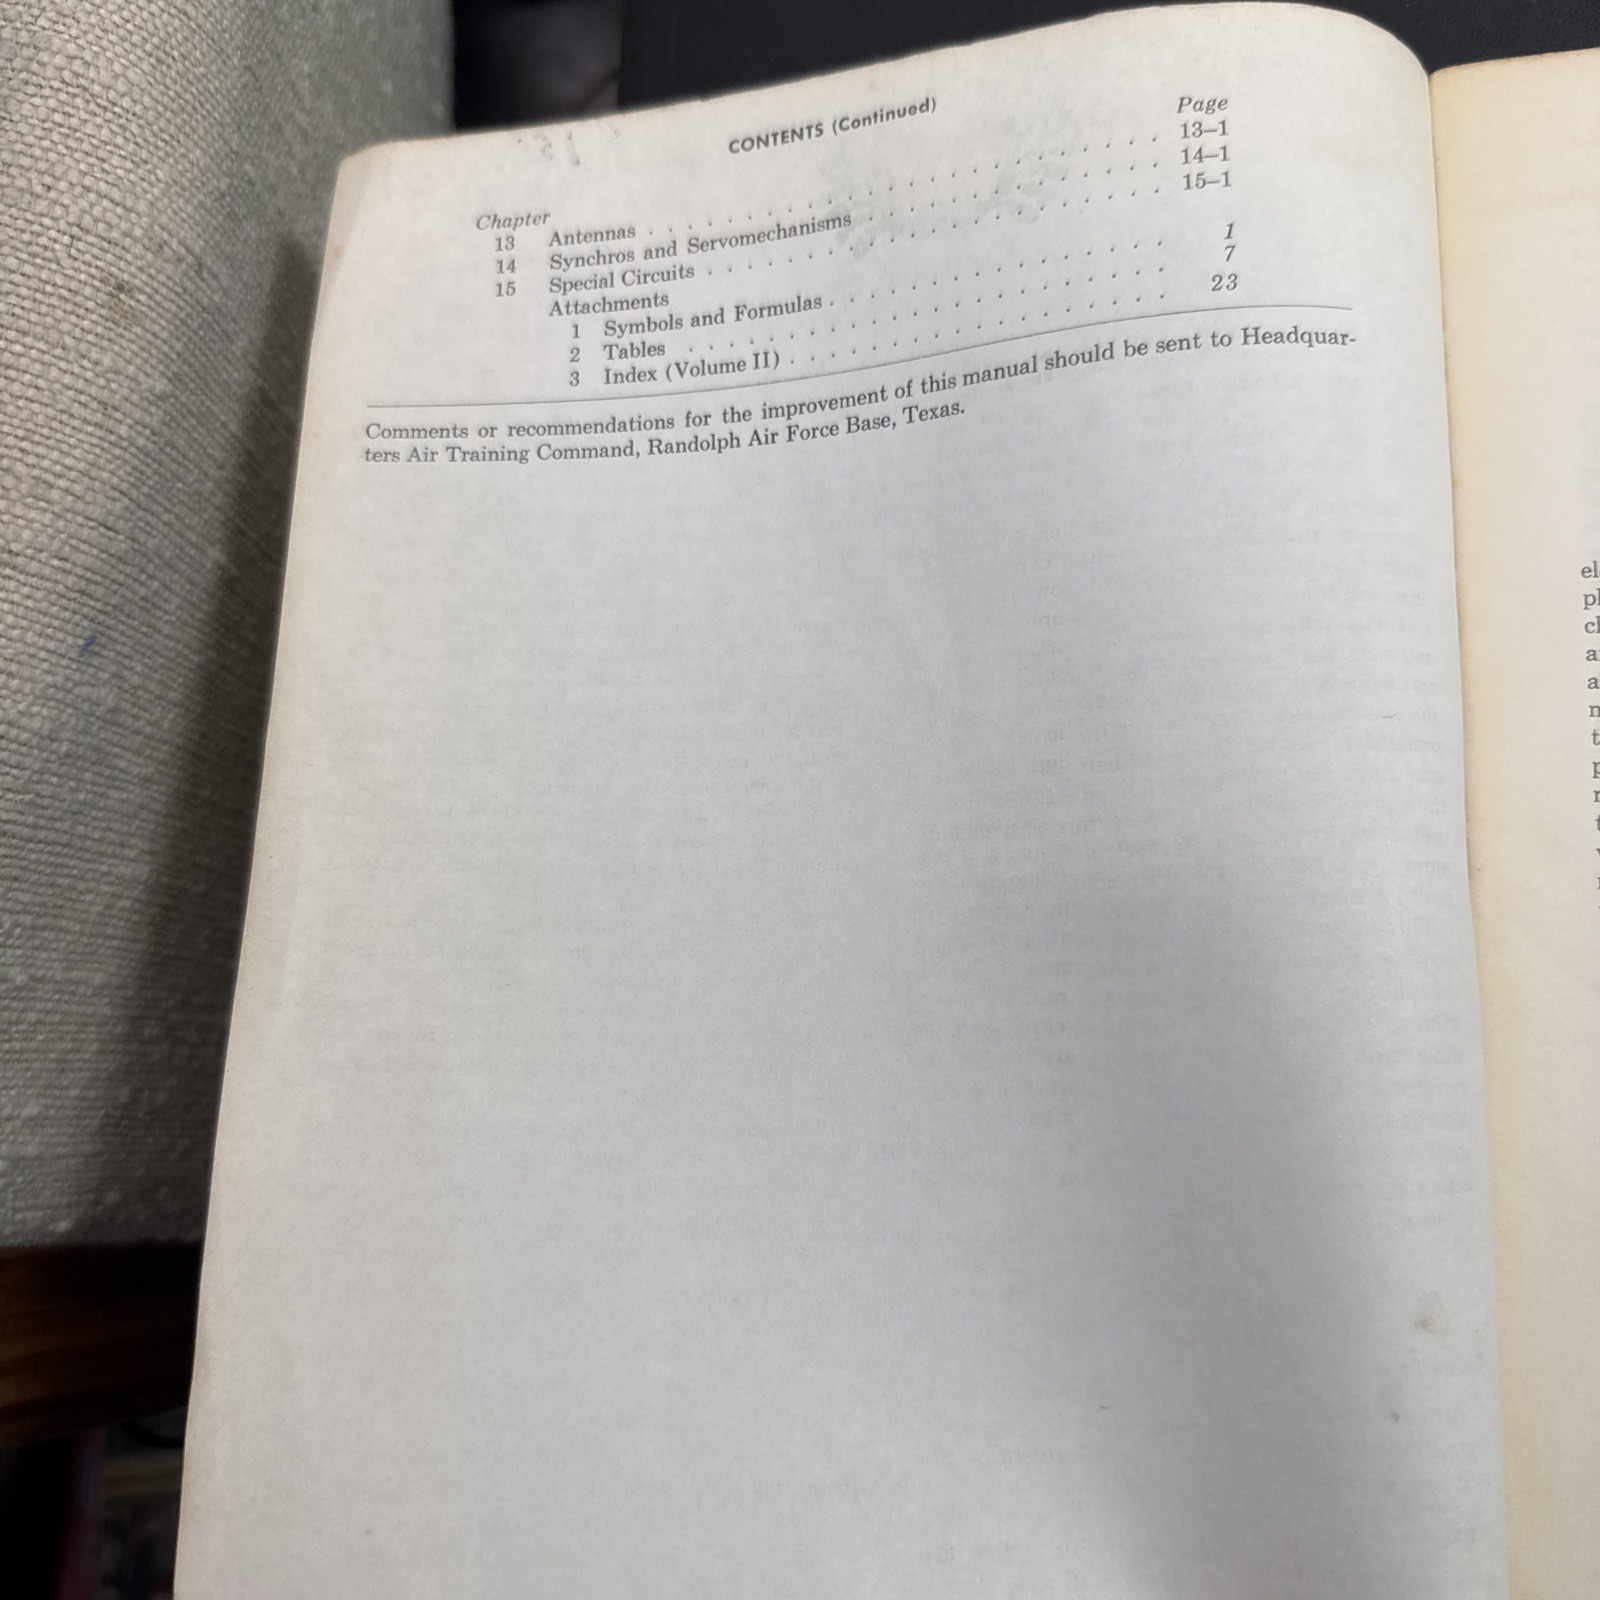 CONTENTS (Continued)
Chapter Page
13 Antennas . . . . . . . . . . . . . . . . . . . . . . . . . . 13–1
14 Synchros and Servomechanisms . . . . . . . . . . . . . . . 14–1
15 Special Circuits . . . . . . . . . . . . . . . . . . . . . . . 15–1
Attachments
1 Symbols and Formulas . . . . . . . . . . . . . . . . . 1
2 Tables . . . . . . . . . . . . . . . . . . . . . . . . 7
3 Index (Volume II) . . . . . . . . . . . . . . . . . . . 23
Comments or recommendations for the improvement of this manual should be sent to Headquar-
ters Air Training Command, Randolph Air Force Base, Texas.